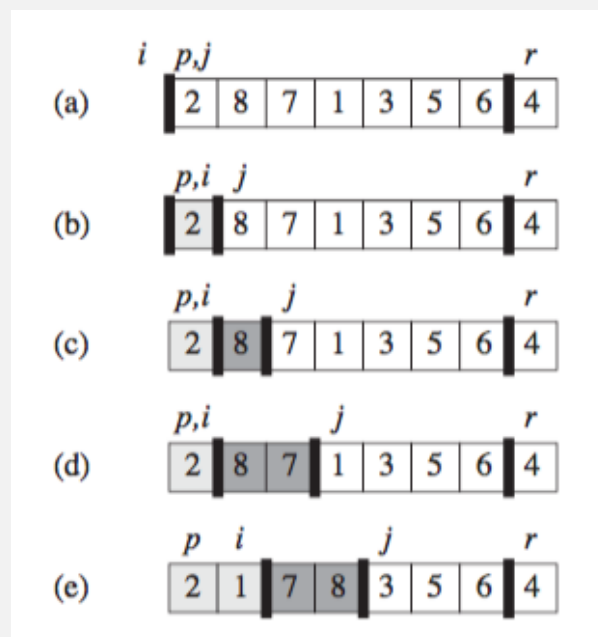 i p,j r
(a) 2 8 7 1 3 5 6 4
p,i j r
(b) 2 8 7 1 3 5 6 4
p,i j r
(c) 2 8 7 1 3 5 6 4
p,i j r
(d) 2 8 7 1 3 5 6 4
p i j r
(e) 2 1 7 8 3 5 6 4